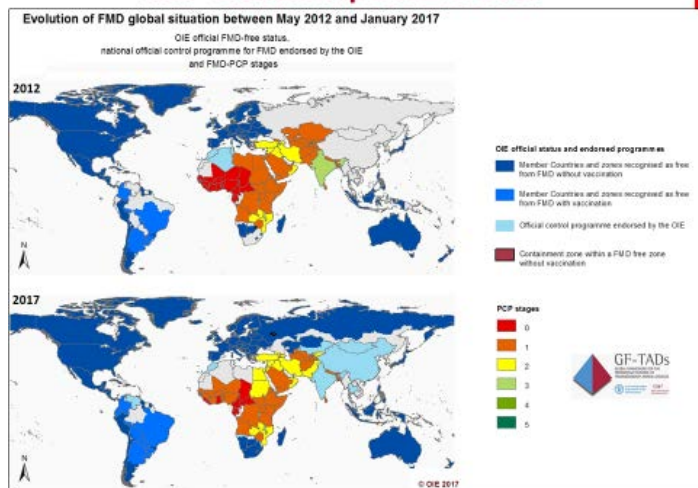 Evolution of FMD global situation between May 2012 and January 2017
OIE official FMD-free status.
national official control programme for FMD endorsed by the OIE
and FMD-PCP stages
2012
OIE official status and endorsed programmes
Member Countries and zones recognised as free
from FMD without vaccination
Member Countries and zones recognised as free
from FMD with vaccination
Official control programme endorsed by the OIE
Containment zone within a FMD free zone
without vaccination
N
2017
PCP stages
0
1
2
3
4
5
GF-TADs
N
© OIE 2017